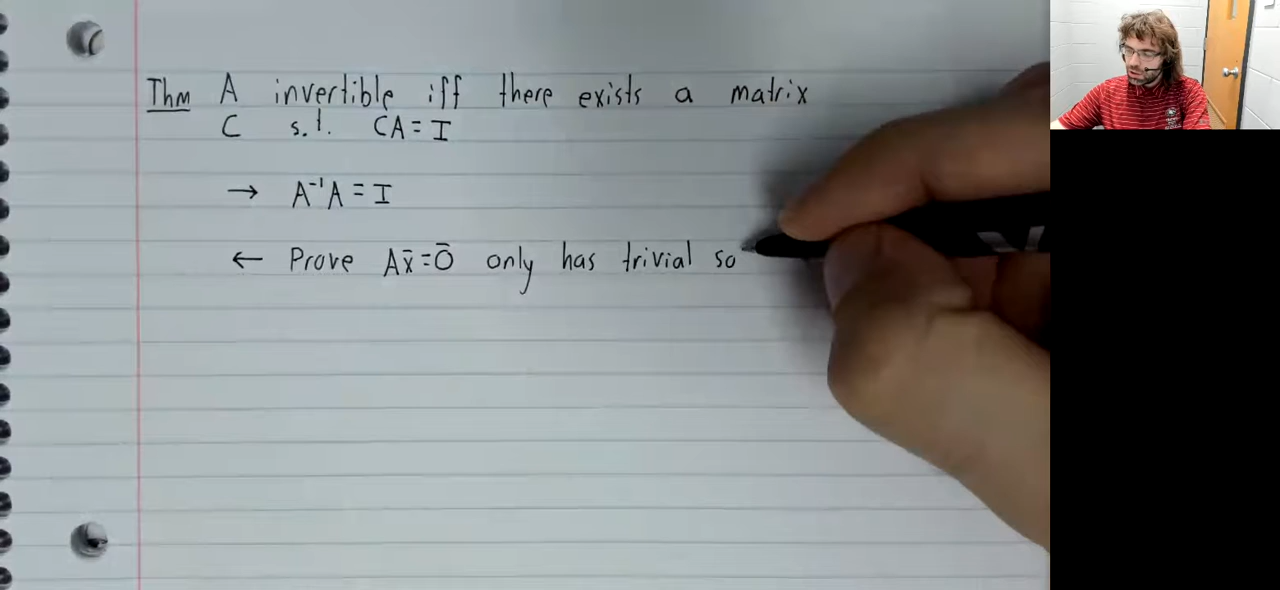 Thm A invertible iff there exists a matrix
C s.t. CA = I
→ A⁻¹A = I
← Prove Ax̄ = 0̄ only has trivial so